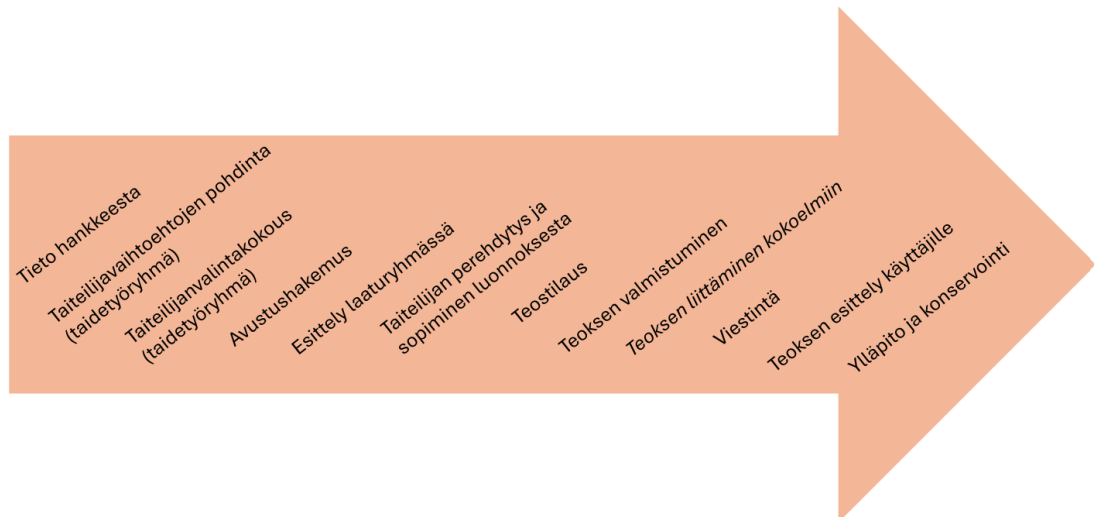 Tieto hankkeesta
Taiteilijavaihtoehtojen pohdinta
(taidetyöryhmä)
Taiteilijanvalintakokous
(taidetyöryhmä)
Avustushakemus
Esittely laaturyhmässä
Taiteilijan perehdytys ja
sopiminen luonnoksesta
Teostilaus
Teoksen valmistuminen
Teoksen liittäminen kokoelmiin
Viestintä
Teoksen esittely käyttäjille
Ylläpito ja konservointi